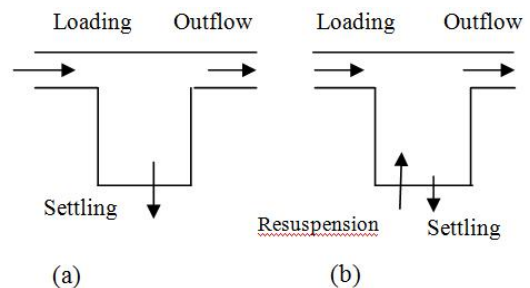 Loading Outflow Loading Outflow
Settling
Resuspension
Settling
(a) (b)